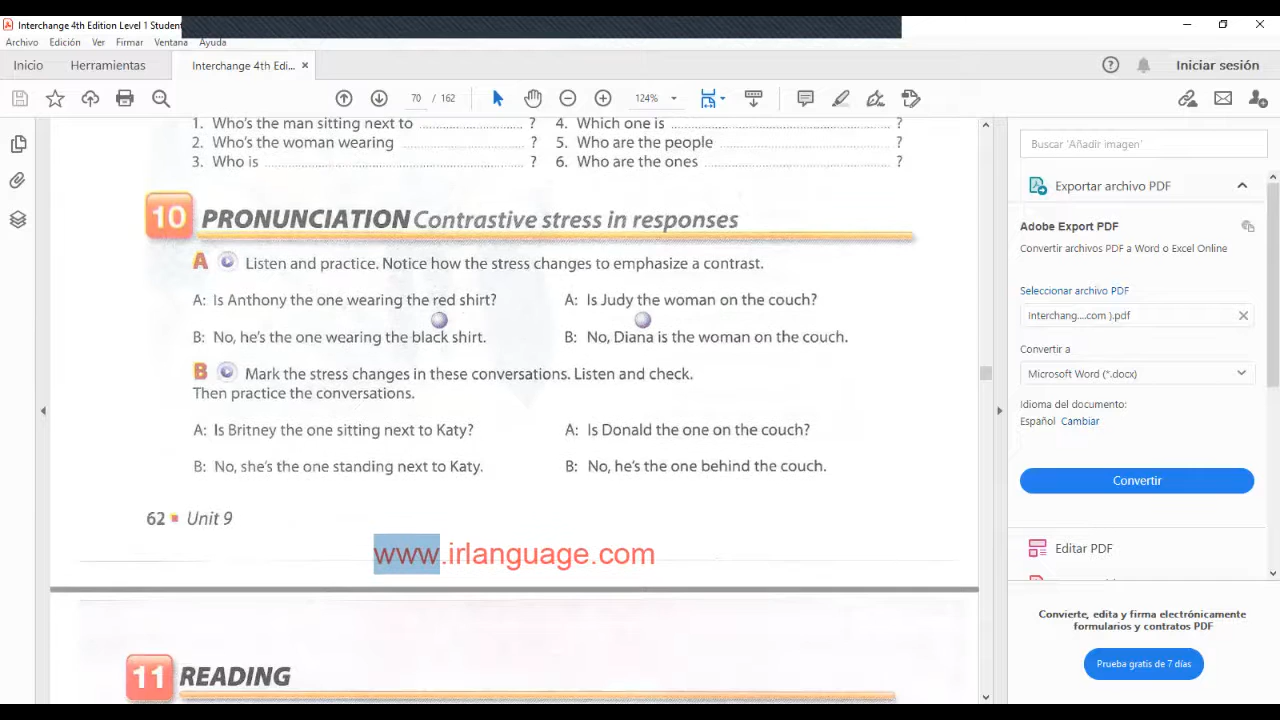 Interchange 4th Edition Level 1 Student
Archivo Edición Ver Firmar Ventana Ayuda
Inicio Herramientas Interchange 4th Edi... × Iniciar sesión
70 / 162 124%
1. Who's the man sitting next to ........ ? 4. Which one is ........ ?
2. Who's the woman wearing ........ ? 5. Who are the people ........ ?
3. Who is ........ ? 6. Who are the ones ........ ?
10 PRONUNCIATION Contrastive stress in responses
A Listen and practice. Notice how the stress changes to emphasize a contrast.
A: Is Anthony the one wearing the red shirt? A: Is Judy the woman on the couch?
B: No, he's the one wearing the black shirt. B: No, Diana is the woman on the couch.
B Mark the stress changes in these conversations. Listen and check.
Then practice the conversations.
A: Is Britney the one sitting next to Katy? A: Is Donald the one on the couch?
B: No, she's the one standing next to Katy. B: No, he's the one behind the couch.
62 Unit 9
www.irlanguage.com
11 READING
Buscar 'Añadir imagen'
Exportar archivo PDF
Adobe Export PDF
Convertir archivos PDF a Word o Excel Online
Seleccionar archivo PDF
Interchang....com ).pdf
Convertir a
Microsoft Word (*.docx)
Idioma del documento:
Español Cambiar
Convertir
Editar PDF
Convierte, edita y firma electrónicamente
formularios y contratos PDF
Prueba gratis de 7 días